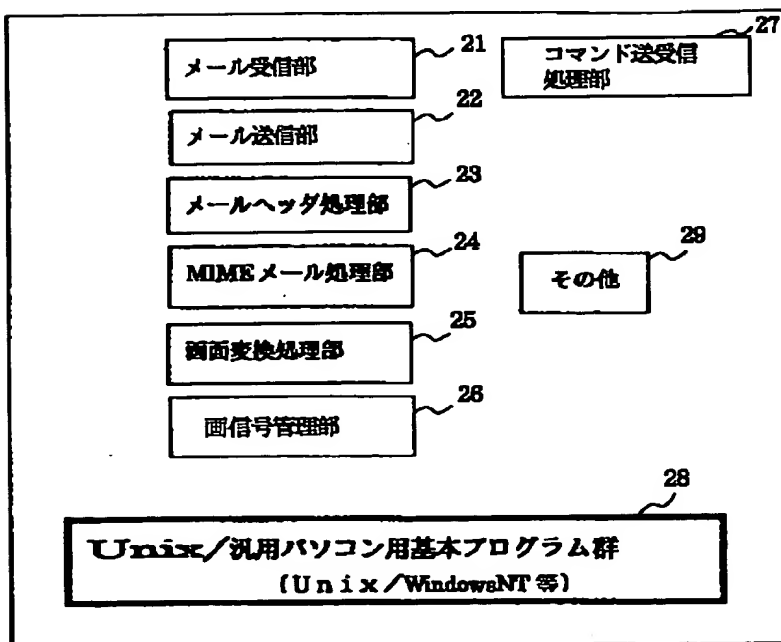 メール受信部
21
コマンド送受信
処理部
27
メール送信部
22
メールヘッダ処理部
23
MIMEメール処理部
24
その他
29
画面変換処理部
25
画信号管理部
26
28
Unix/汎用パソコン用基本プログラム群
(Unix/WindowsNT等)